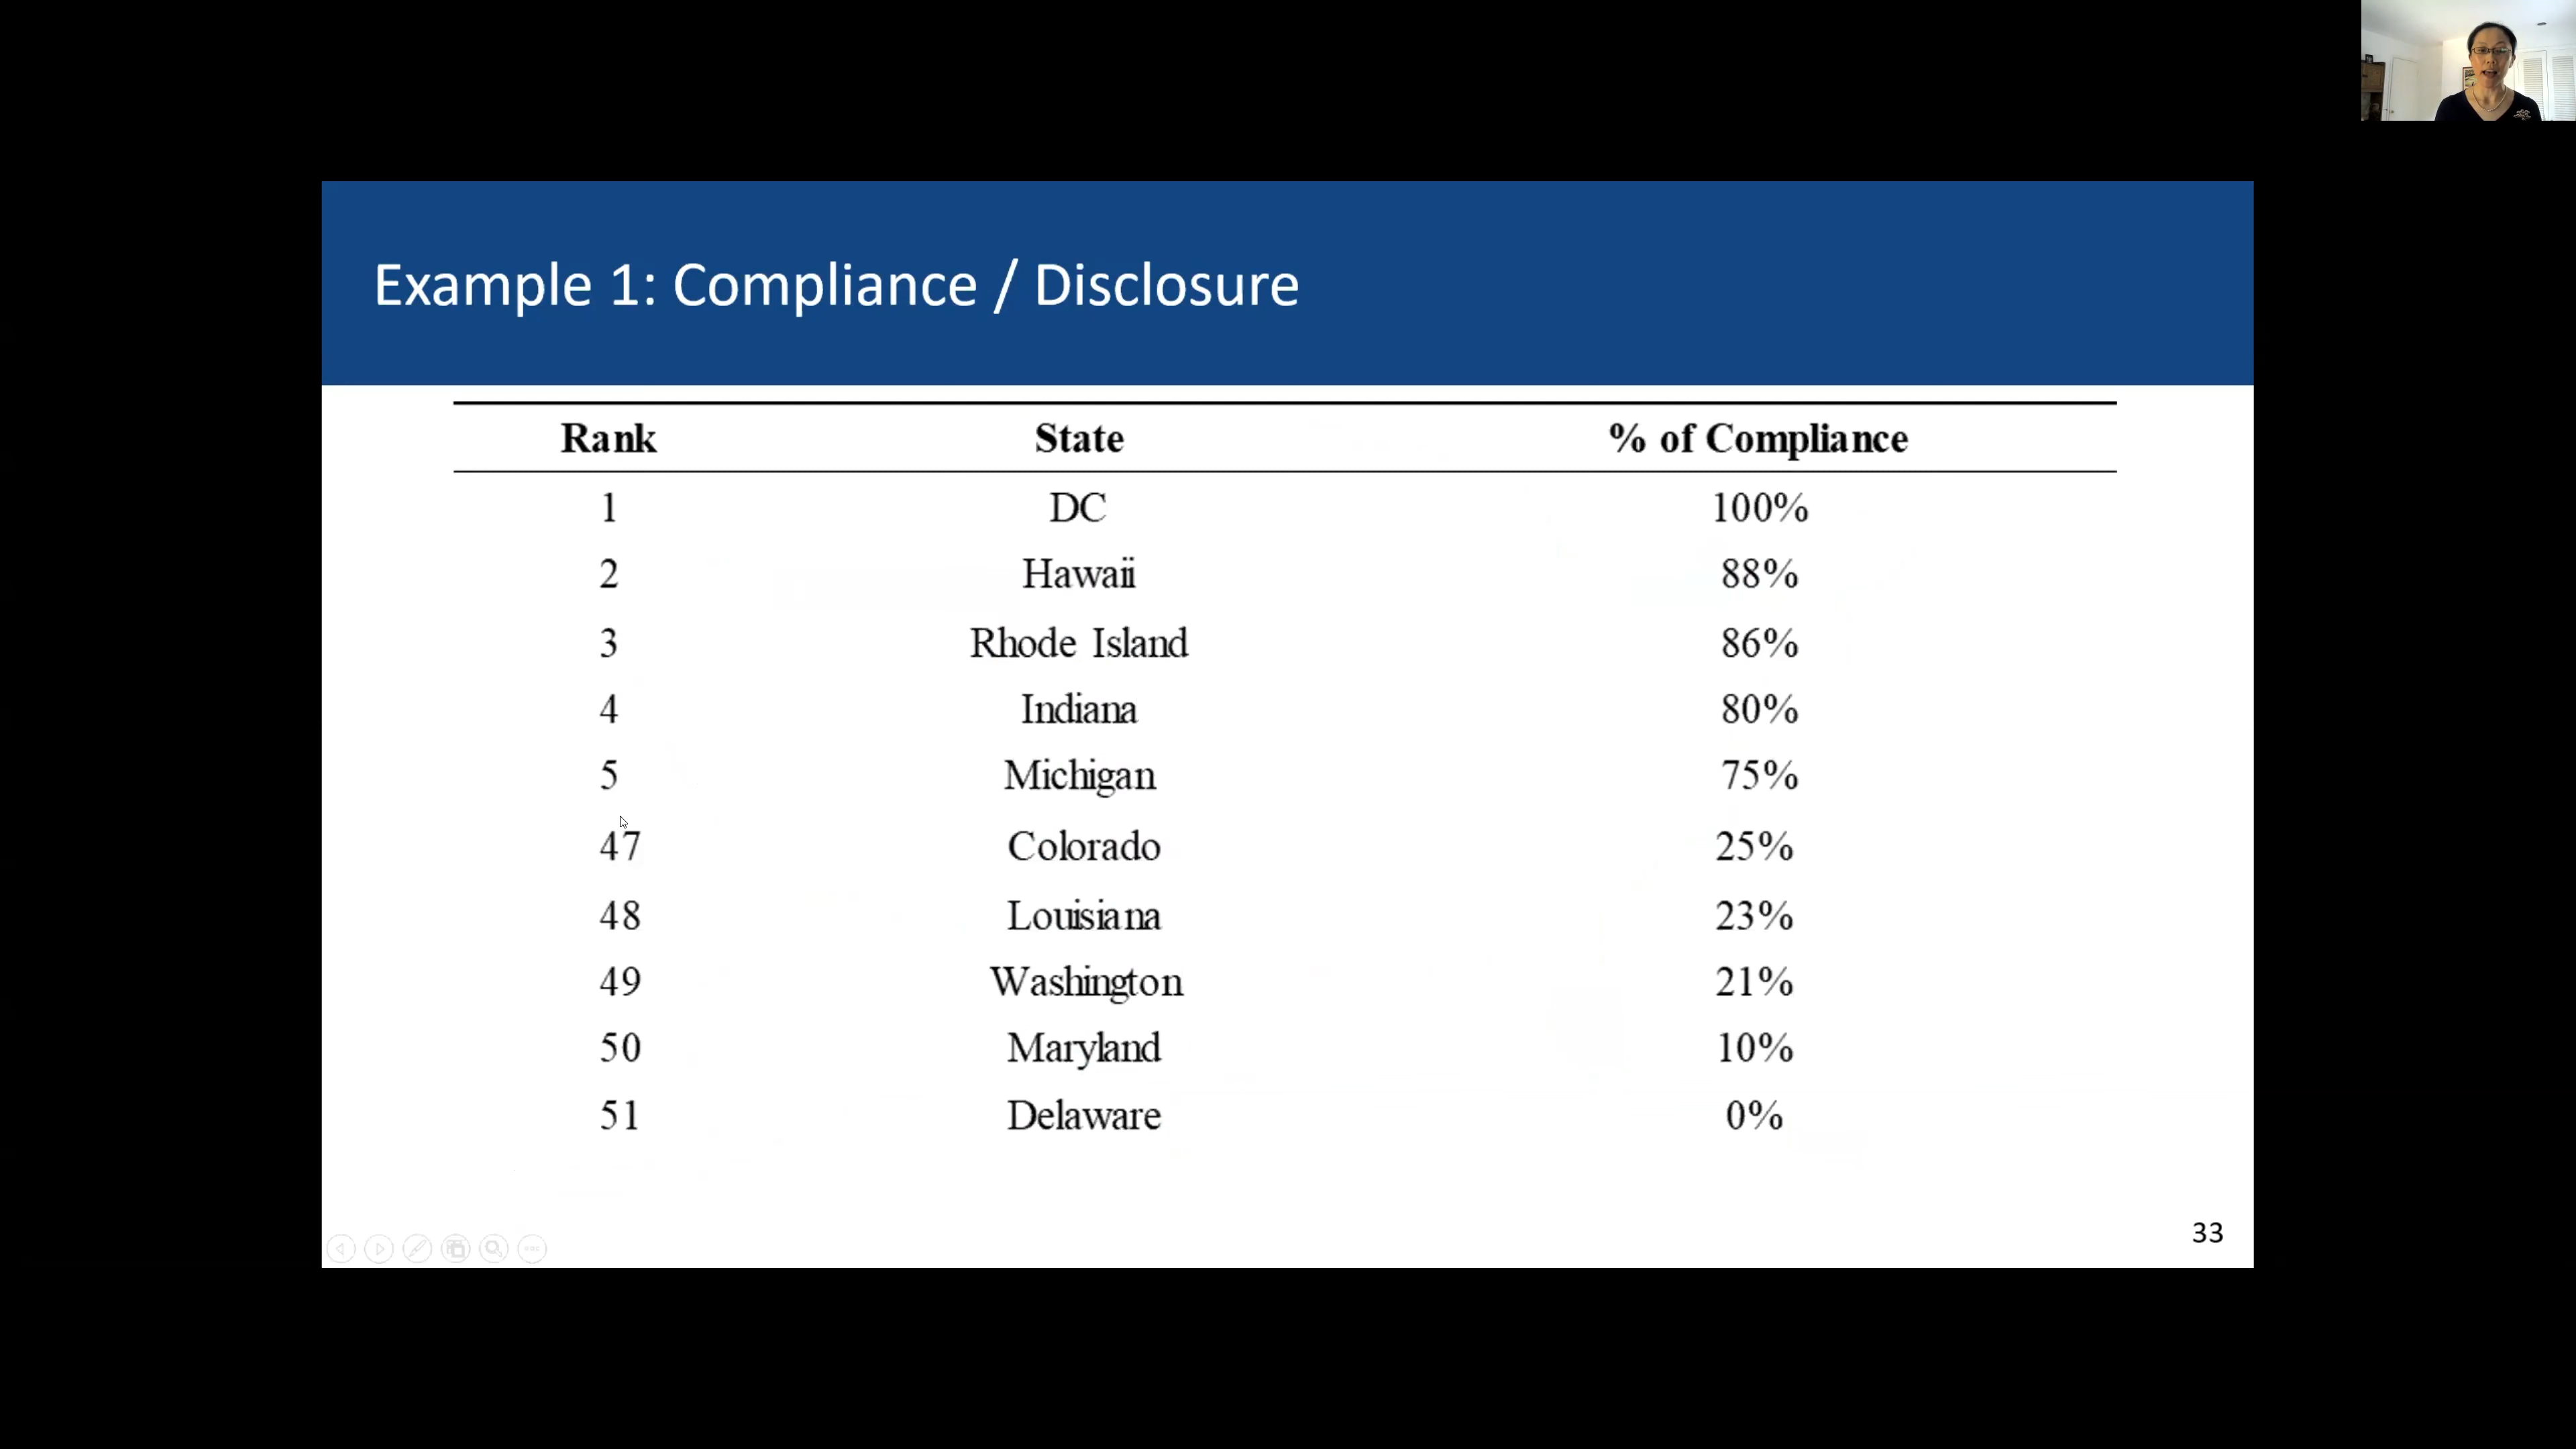 Example 1: Compliance / Disclosure
Rank State % of Compliance
1 DC 100%
2 Hawaii 88%
3 Rhode Island 86%
4 Indiana 80%
5 Michigan 75%
47 Colorado 25%
48 Louisiana 23%
49 Washington 21%
50 Maryland 10%
51 Delaware 0%
33